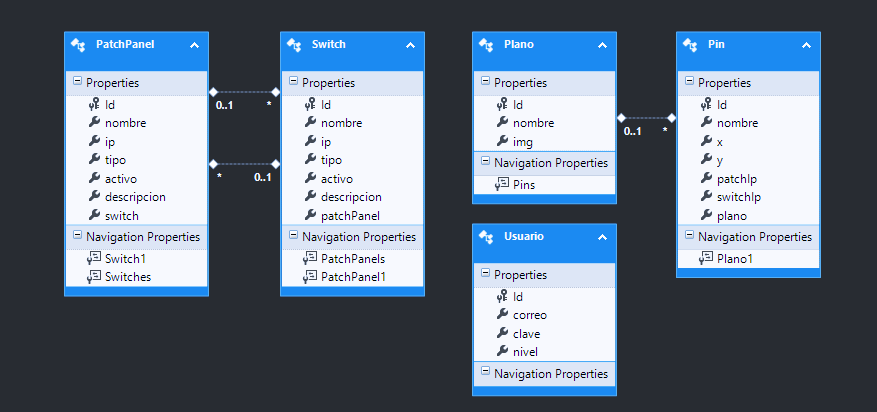 PatchPanel
Properties
Id
nombre
ip
tipo
activo
descripcion
switch
Navigation Properties
Switch1
Switches
0..1
*
*
0..1
Switch
Properties
Id
nombre
ip
tipo
activo
descripcion
patchPanel
Navigation Properties
PatchPanels
PatchPanel1
Plano
Properties
Id
nombre
img
Navigation Properties
Pins
0..1
*
Pin
Properties
Id
nombre
x
y
patchIp
switchIp
plano
Navigation Properties
Plano1
Usuario
Properties
Id
correo
clave
nivel
Navigation Properties